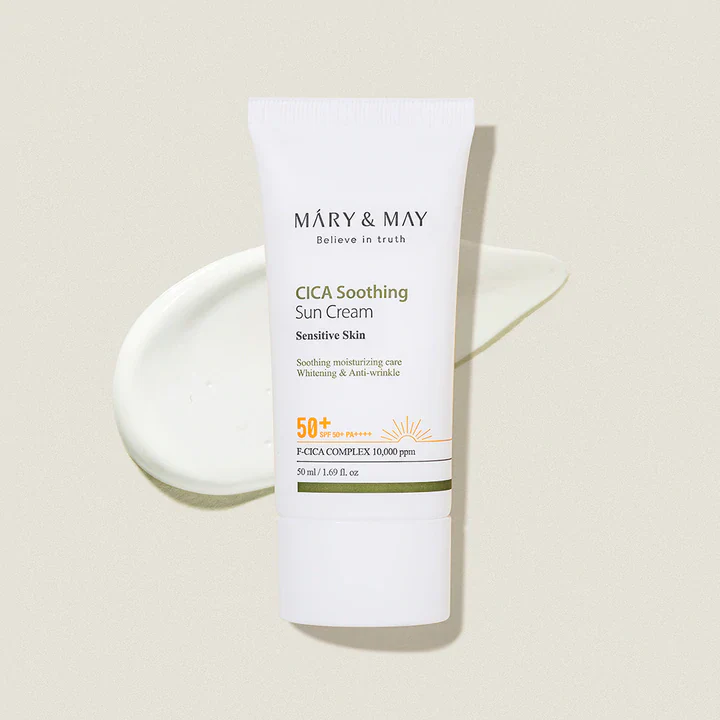 MÁRY & MAY
Believe in truth
CICA Soothing
Sun Cream
Sensitive Skin
Soothing moisturizing care
Whitening & Anti-wrinkle
50+
SPF 50+ PA++++
F-CICA COMPLEX 10,000 ppm
50 ml / 1.69 fl. oz